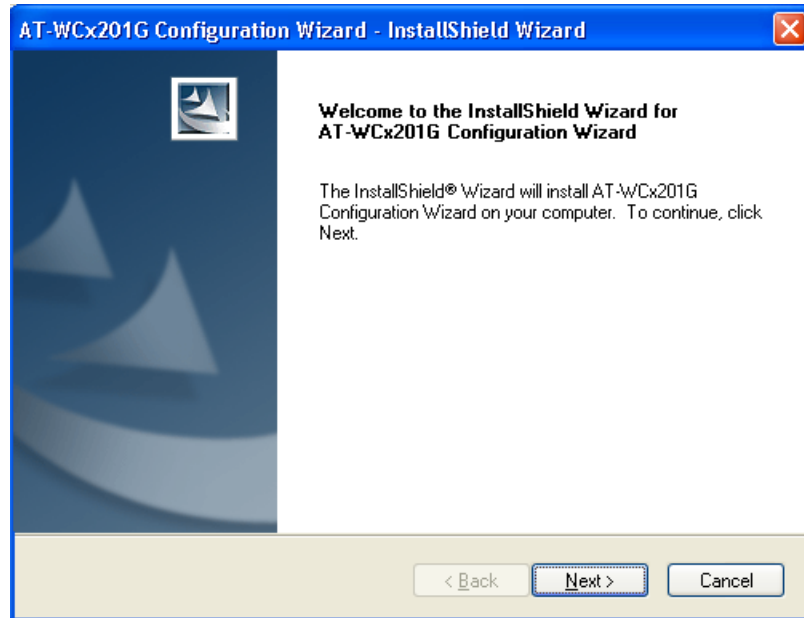 AT-WCx201G Configuration Wizard - InstallShield Wizard
Welcome to the InstallShield Wizard for
AT-WCx201G Configuration Wizard
The InstallShield® Wizard will install AT-WCx201G
Configuration Wizard on your computer. To continue, click
Next.
< Back Next > Cancel